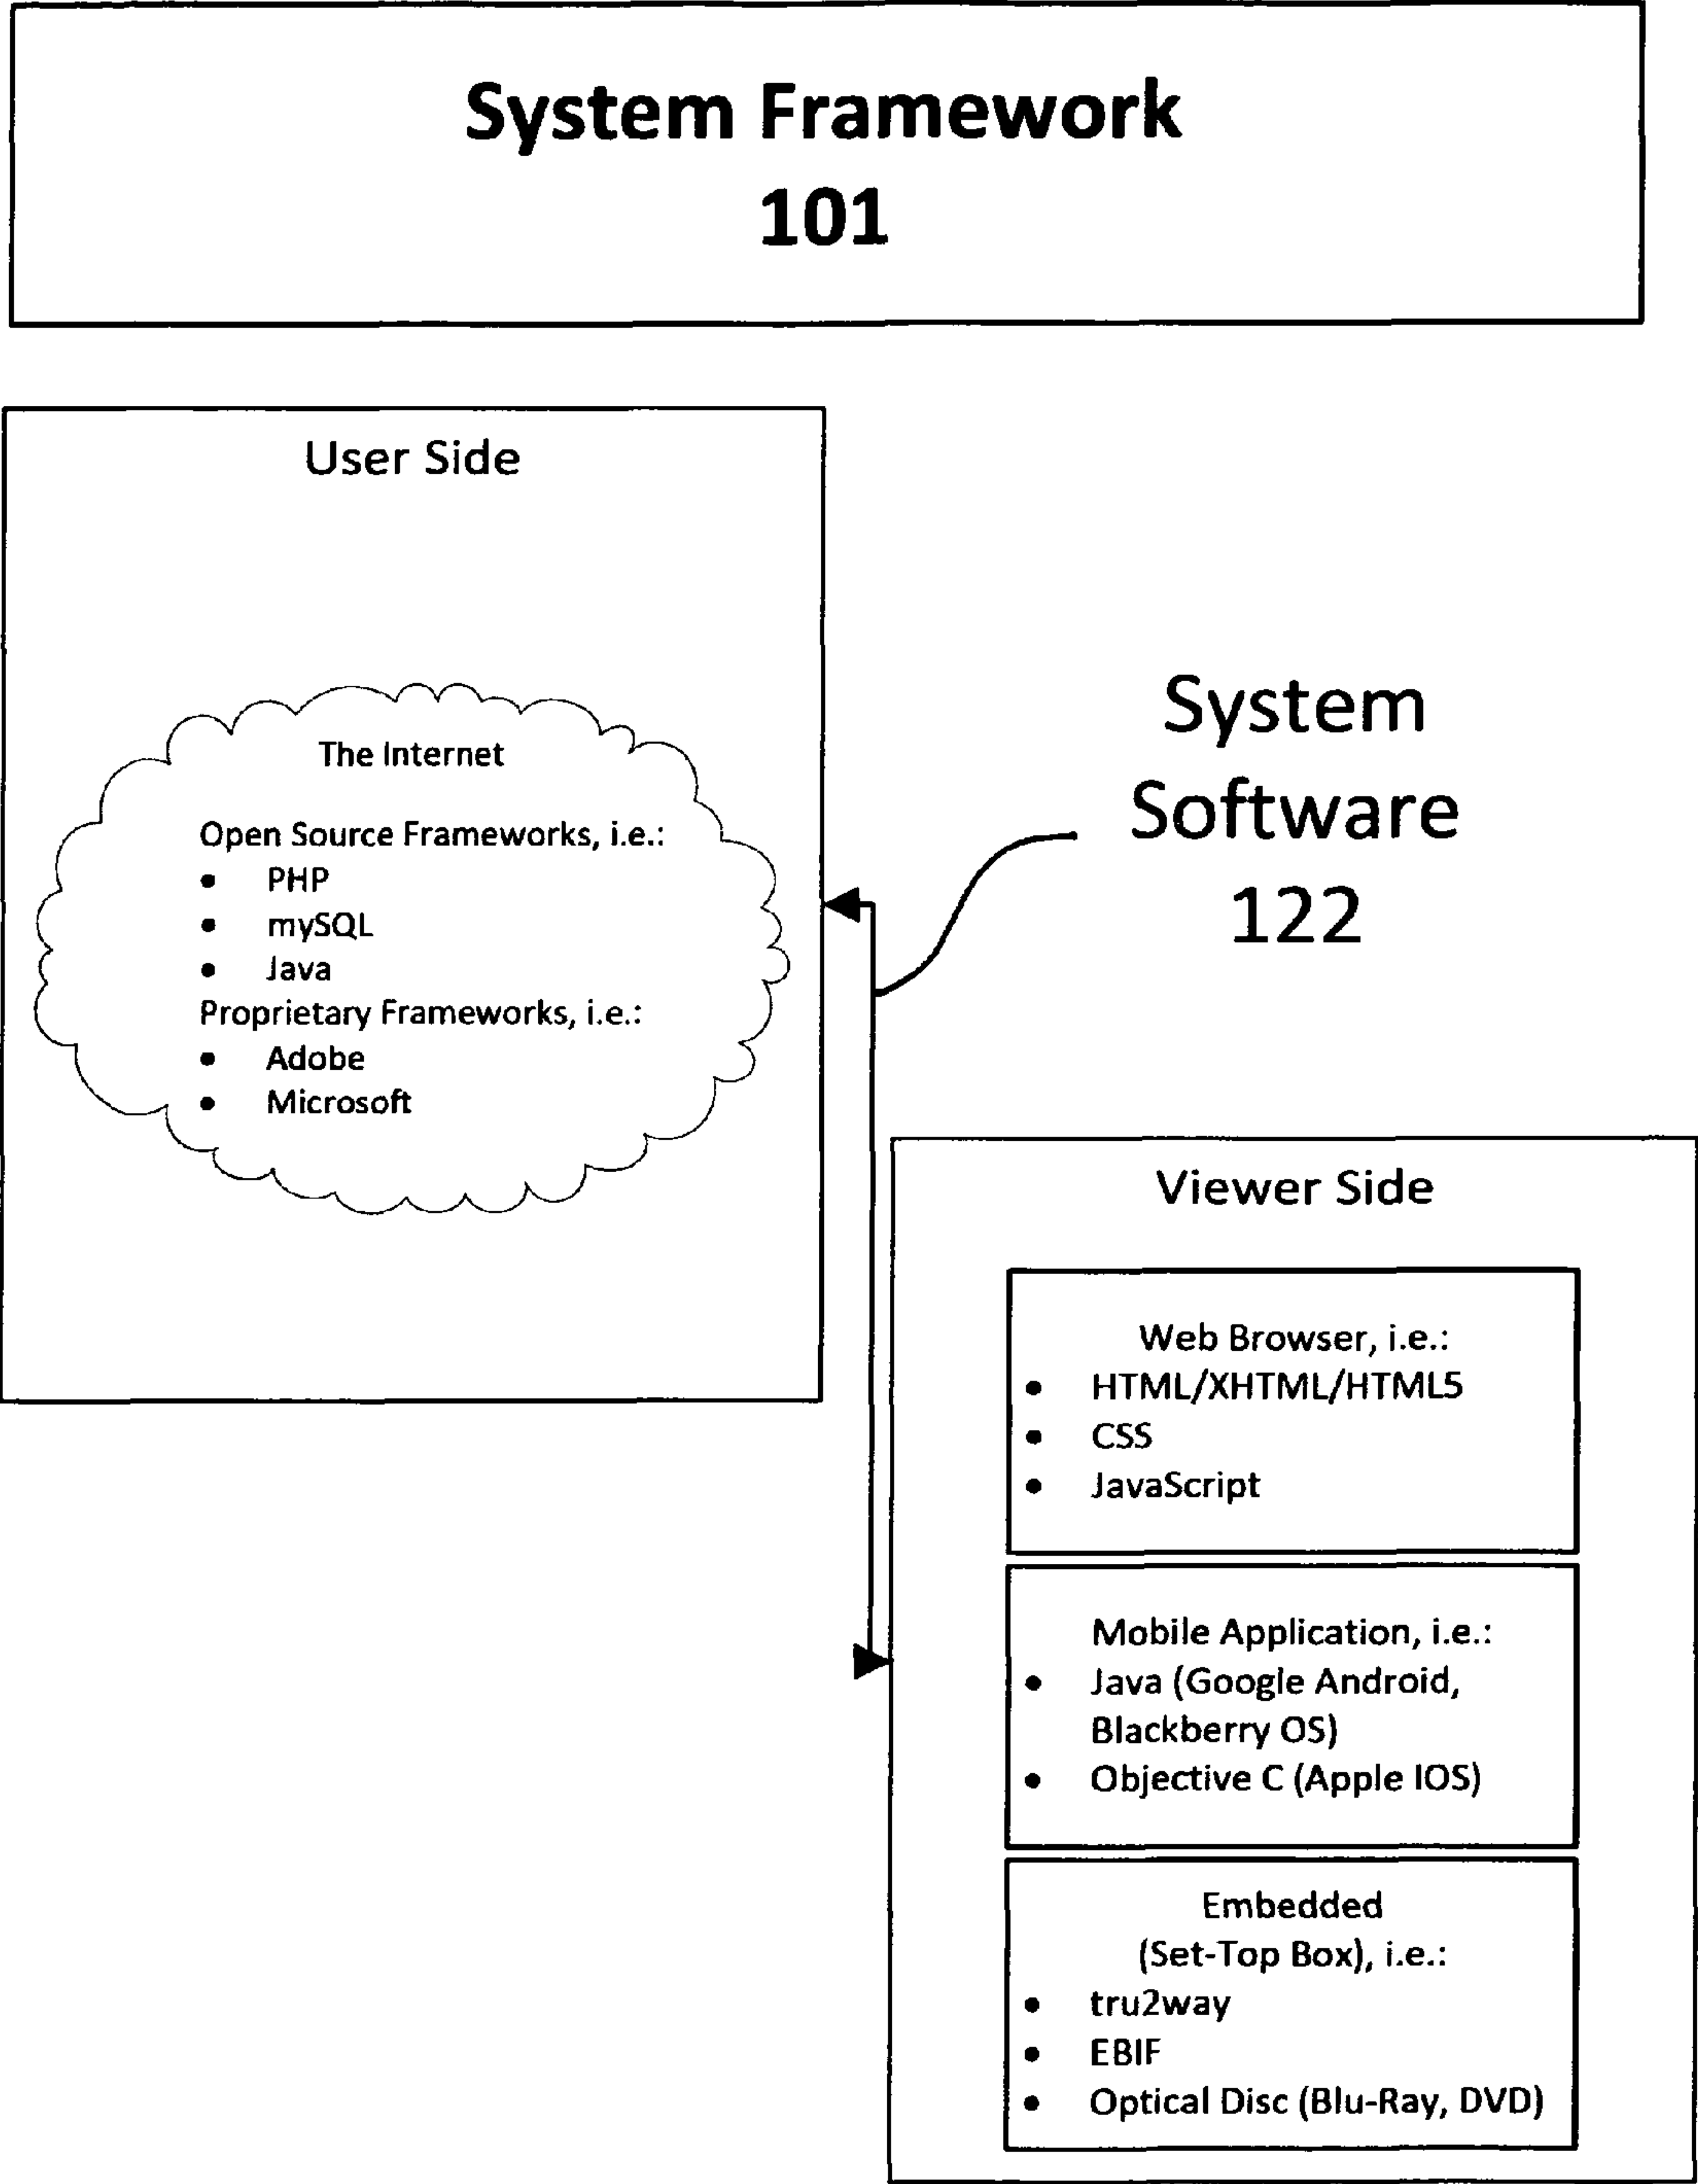 System Framework
101
User Side
The Internet
Open Source Frameworks, i.e.:
• PHP
• mySQL
• Java
Proprietary Frameworks, i.e.:
• Adobe
• Microsoft
System
Software
122
Viewer Side
Web Browser, i.e.:
• HTML/XHTML/HTML5
• CSS
• JavaScript
Mobile Application, i.e.:
• Java (Google Android,
Blackberry OS)
• Objective C (Apple IOS)
Embedded
(Set-Top Box), i.e.:
• tru2way
• EBIF
• Optical Disc (Blu-Ray, DVD)